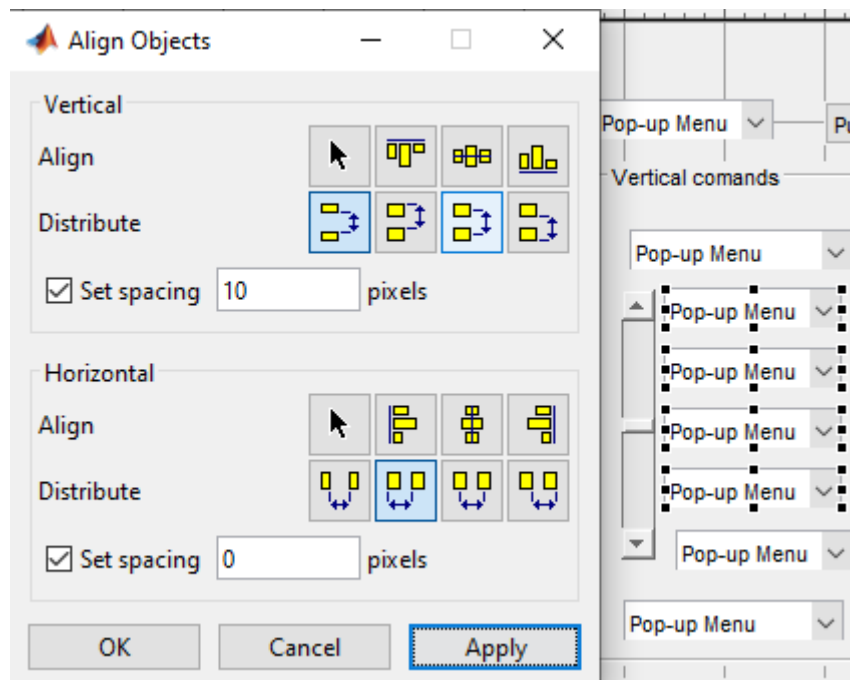 Align Objects
Vertical
Align
Distribute
Set spacing 10 pixels
Horizontal
Align
Distribute
Set spacing 0 pixels
OK Cancel Apply
Pop-up Menu
Vertical comands
Pop-up Menu
Pop-up Menu
Pop-up Menu
Pop-up Menu
Pop-up Menu
Pop-up Menu
Pop-up Menu